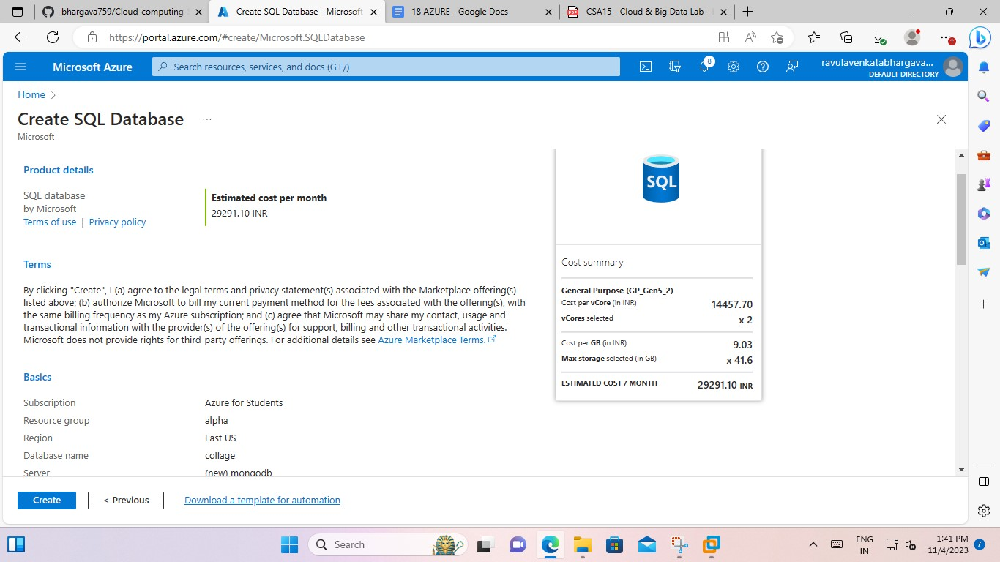 bhargava759/Cloud-computing-
Create SQL Database - Microsoft
18 AZURE - Google Docs
CSA15 - Cloud & Big Data Lab -
https://portal.azure.com/#create/Microsoft.SQLDatabase
Microsoft Azure
Search resources, services, and docs (G+/)
8
ravulavenkatabhargava...
DEFAULT DIRECTORY
Home
Create SQL Database
...
Microsoft
Product details
SQL database
by Microsoft
Terms of use | Privacy policy
Estimated cost per month
29291.10 INR
Terms
By clicking "Create", I (a) agree to the legal terms and privacy statement(s) associated with the Marketplace offering(s)
listed above; (b) authorize Microsoft to bill my current payment method for the fees associated with the offering(s), with
the same billing frequency as my Azure subscription; and (c) agree that Microsoft may share my contact, usage and
transactional information with the provider(s) of the offering(s) for support, billing and other transactional activities.
Microsoft does not provide rights for third-party offerings. For additional details see Azure Marketplace Terms.
Basics
Subscription Azure for Students
Resource group alpha
Region East US
Database name collage
Server (new) mongodb
SQL
Cost summary
General Purpose (GP_Gen5_2)
Cost per vCore (in INR) 14457.70
vCores selected x 2
Cost per GB (in INR) 9.03
Max storage selected (in GB) x 41.6
ESTIMATED COST / MONTH 29291.10 INR
Create
< Previous
Download a template for automation
Search
ENG
IN
1:41 PM
11/4/2023
7